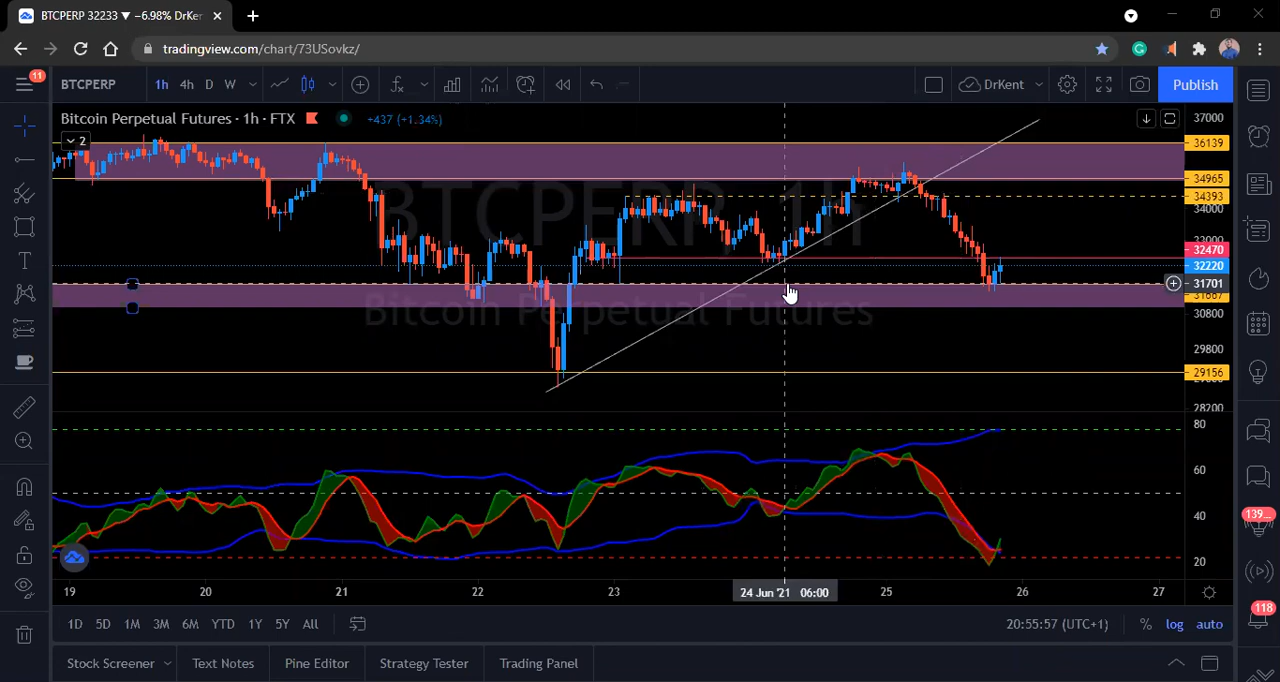 BTCPERP 32233 ▼ −6.98% DrKer
tradingview.com/chart/73USovkz/
11
BTCPERP 1h 4h D W DrKent Publish
Bitcoin Perpetual Futures · 1h · FTX +437 (+1.34%)
2
BTCPERP, 1h
Bitcoin Perpetual Futures
37000
36139
34965
34393
34000
33000
32470
32220
31701
31667
30800
29800
29156
28200
80
60
40
20
139
118
19 20 21 22 23 24 Jun '21 06:00 25 26 27
1D 5D 1M 3M 6M YTD 1Y 5Y All 20:55:57 (UTC+1) % log auto
Stock Screener Text Notes Pine Editor Strategy Tester Trading Panel